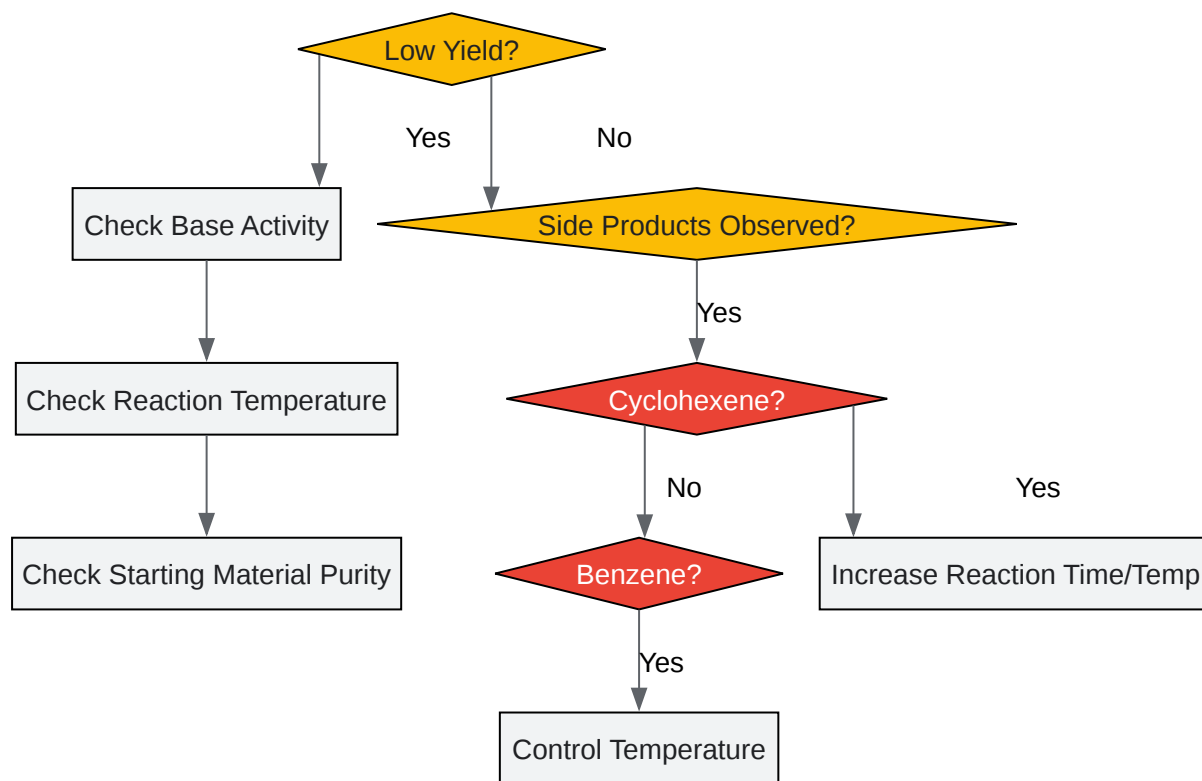 Low Yield?
Yes
No
Check Base Activity
Side Products Observed?
Yes
Check Reaction Temperature
Cyclohexene?
No
Yes
Check Starting Material Purity
Benzene?
Increase Reaction Time/Temp
Yes
Control Temperature